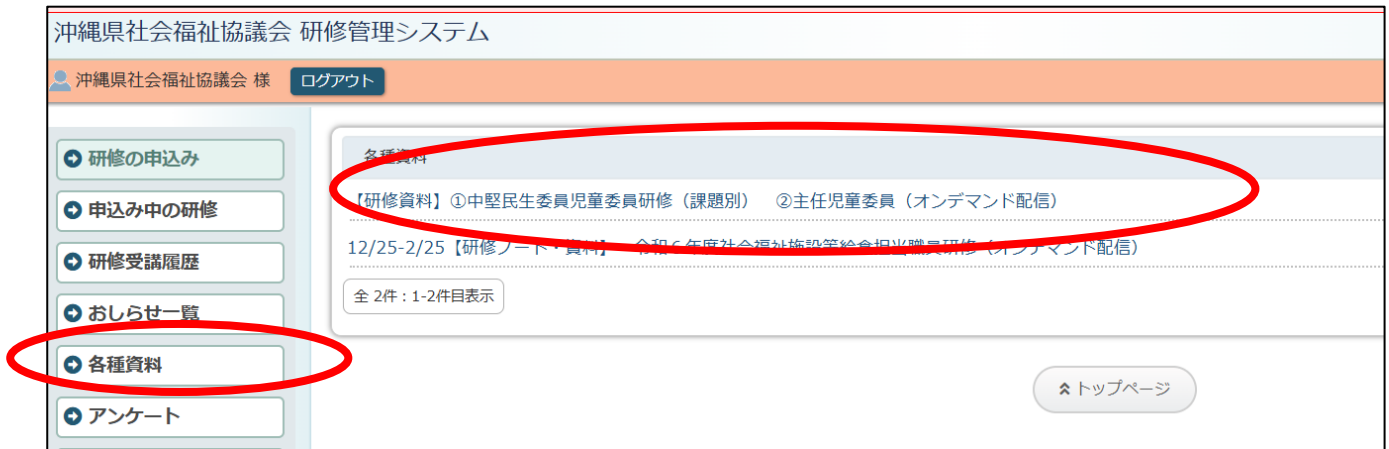 沖縄県社会福祉協議会 研修管理システム
沖縄県社会福祉協議会 様 ログアウト
研修の申込み
申込み中の研修
研修受講履歴
おしらせ一覧
各種資料
アンケート
各種資料
【研修資料】①中堅民生委員児童委員研修（課題別） ②主任児童委員（オンデマンド配信）
12/25-2/25【研修ノート・資料】 令和６年度社会福祉施設等給食担当職員研修（オンデマンド配信）
全 2件：1-2件目表示
トップページ